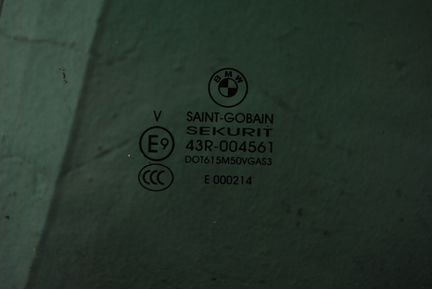 BMW
V SAINT-GOBAIN
SEKURIT
E9 43R-004561
DOT615M50VGAS3
CCC E 000214